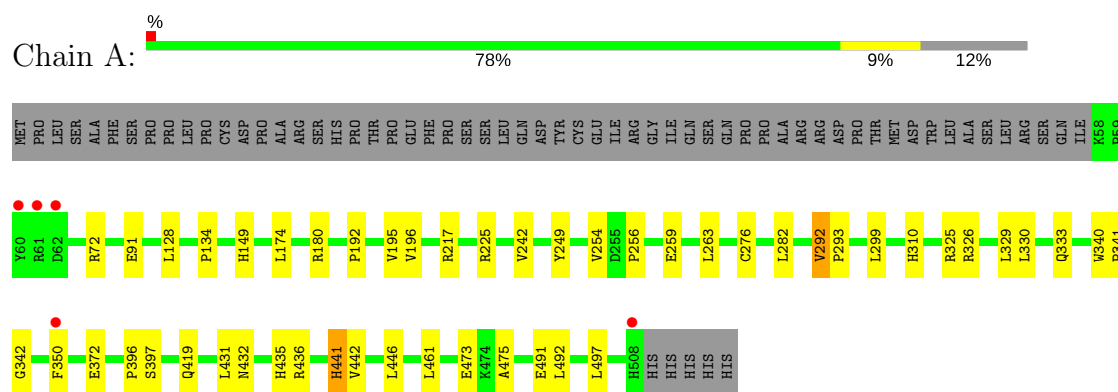 %
Chain A:
78% 9% 12%
MET PRO LEU SER ALA PHE SER PRO PRO LEU PRO CYS ASP PRO ALA ARG SER HIS PRO THR PRO GLU PHE PRO SER SER LEU GLN ASP TYR CYS GLU ILE ARG GLY ILE GLN SER GLN PRO PRO ALA ARG ARG ASP PRO THR MET ASP TRP LEU ALA SER LEU ARG SER GLN ILE K58 P59
Y60 R61 D62 R72 E91 L128 P134 H149 L174 R180 P192 V195 V196 R217 R225 V242 Y249 V254 D255 P256 E259 L263 C276 L282 V292 P293 L299 H310 R325 R326 L329 L330 Q333 W340 P341
G342 F350 E372 P396 S397 Q419 L431 N432 H435 R436 H441 V442 L446 L461 E473 K474 A475 E491 L492 L497 H508 HIS HIS HIS HIS HIS